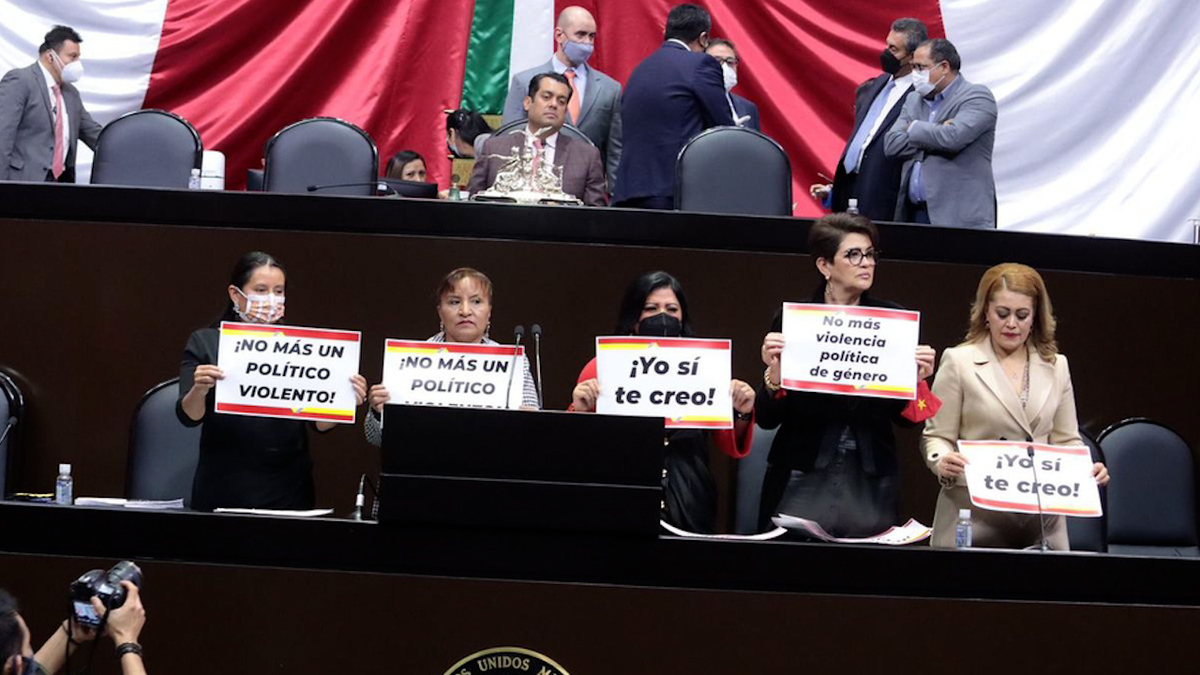 ¡NO MÁS UN
POLÍTICO
VIOLENTO!
¡NO MÁS UN
POLÍTICO
¡Yo sí
te creo!
No más
violencia
política
de género
¡Yo sí
te creo!
UNIDOS